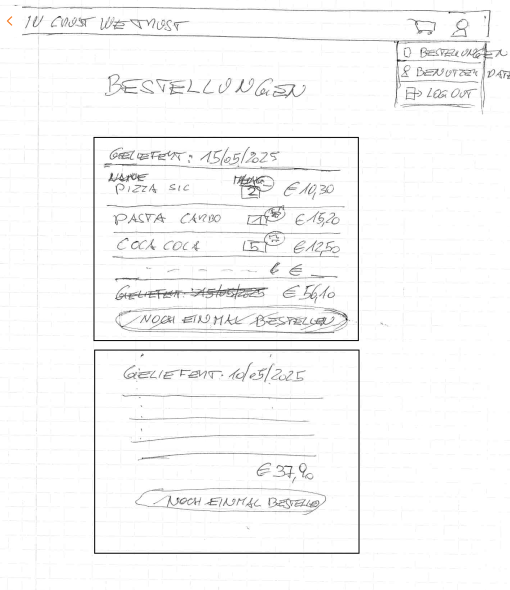 IN CRUST WE TRUST
BESTELLUNGEN
BENUTZER DATE
LOG OUT
BESTELLUNGEN
GELIEFERT: 15/05/2025
NAME
PIZZA SIC 2 € 10,30
PASTA CARBO 1 € 15,20
COCA COLA 5 € 12,50
€
GELIEFERT: 15/05/2025 € 56,10
NOCH EINMAL BESTELLEN
GELIEFERT: 10/05/2025
€ 37,90
NOCH EINMAL BESTELLEN